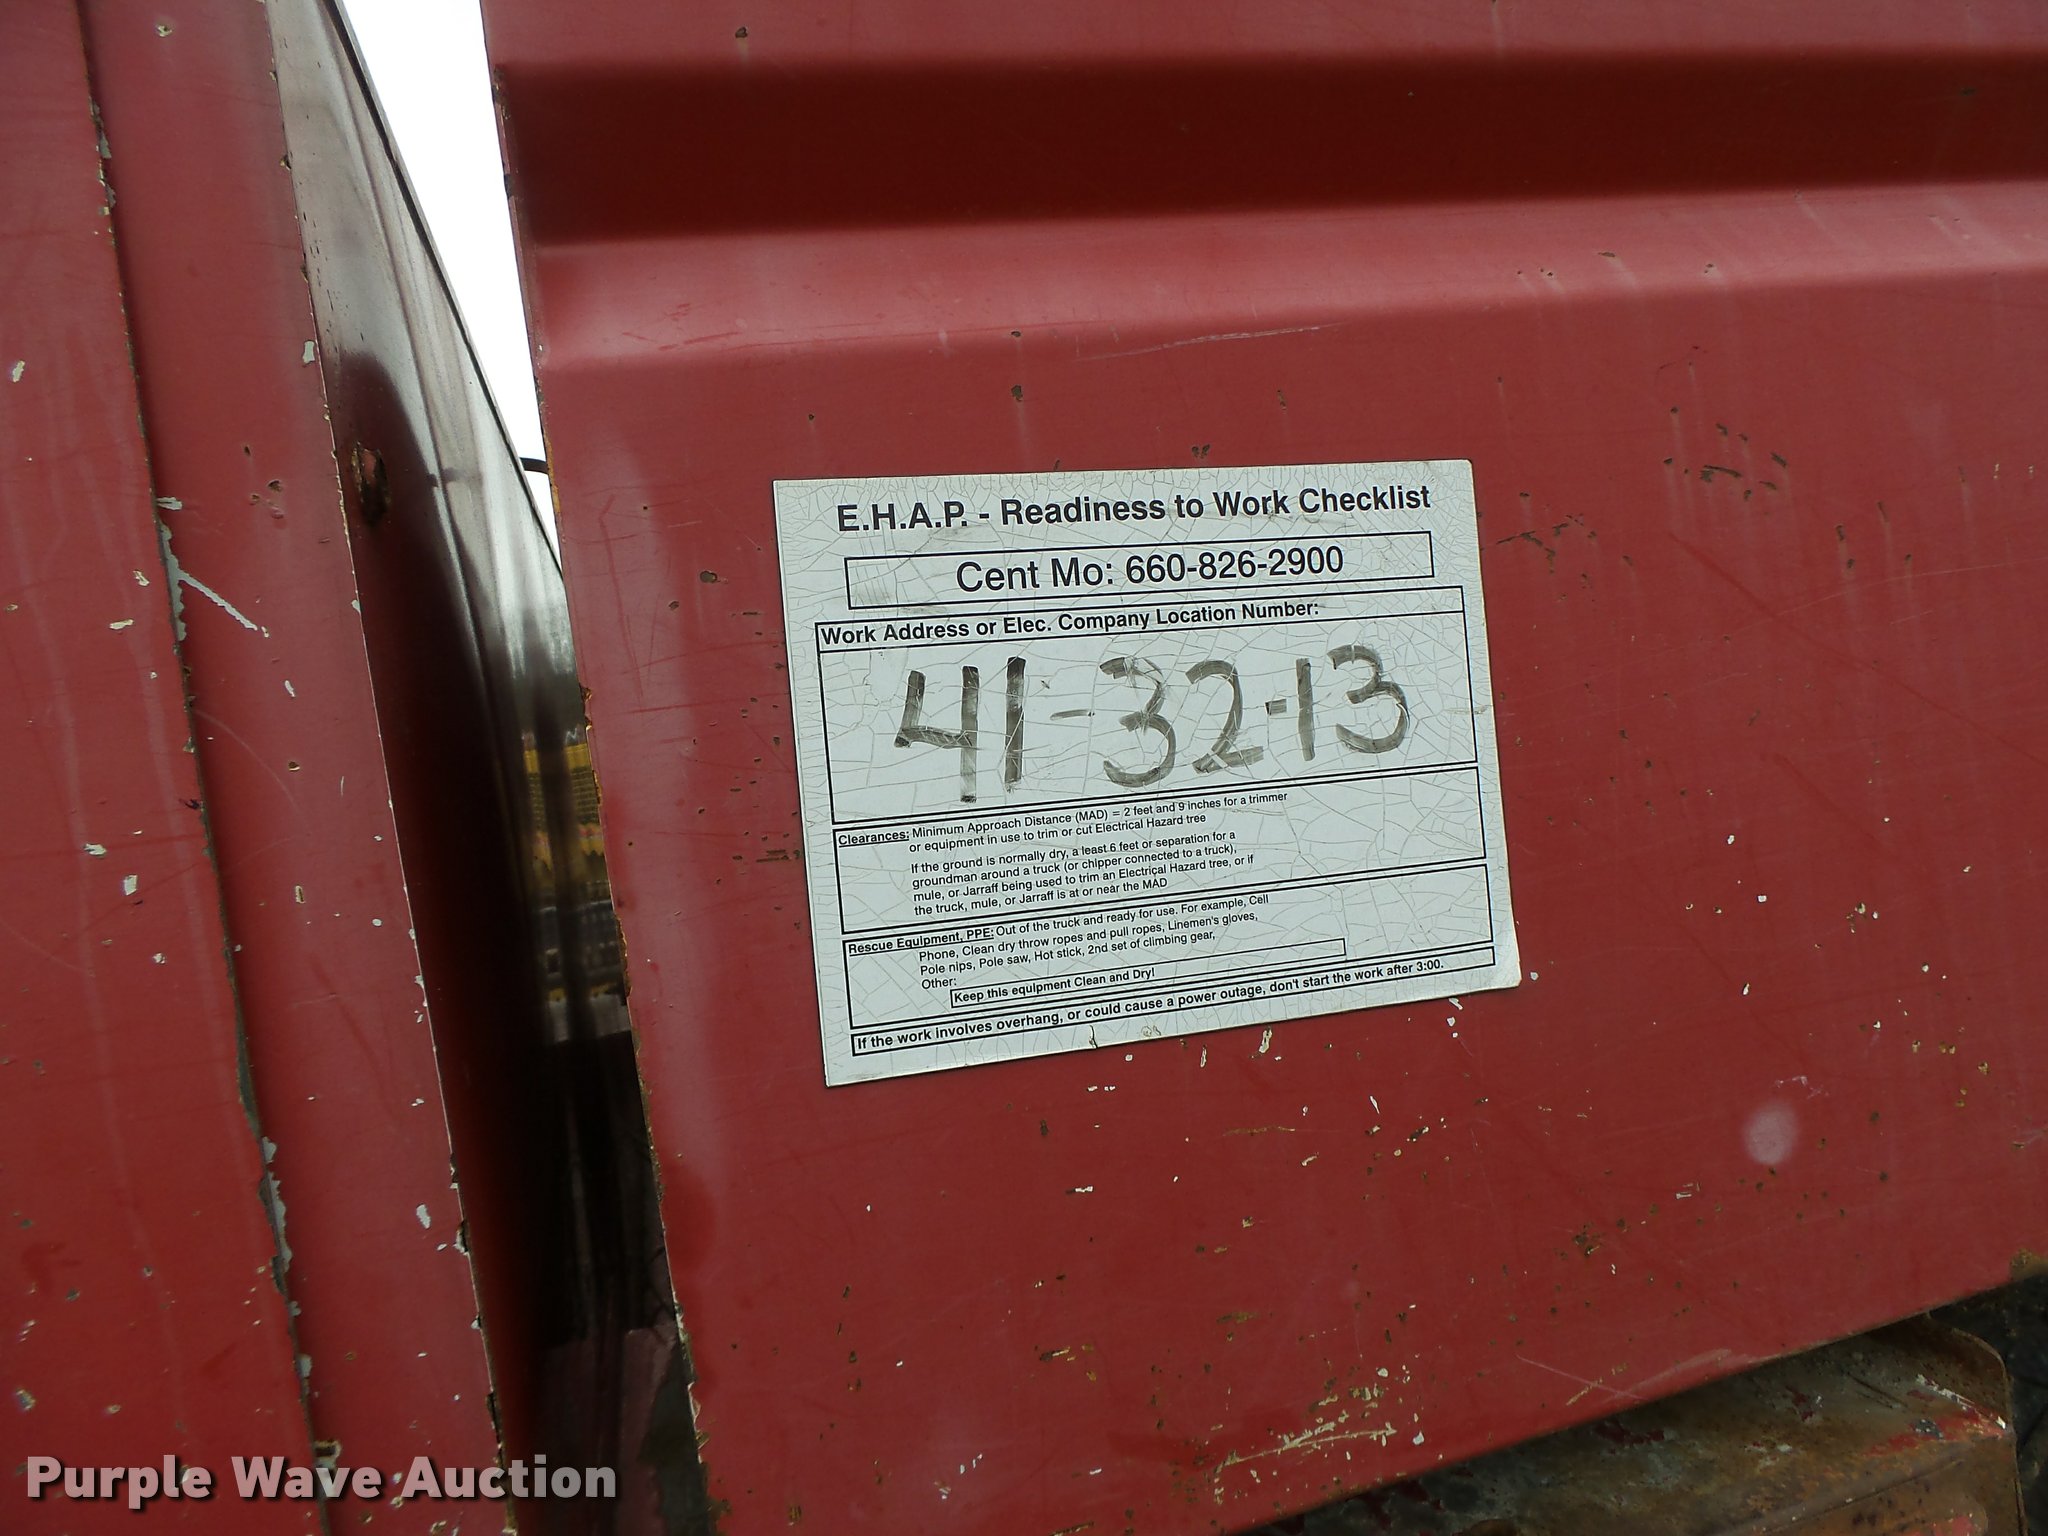 E.H.A.P. - Readiness to Work Checklist
Cent Mo: 660-826-2900
Work Address or Elec. Company Location Number:
41-32-13
Clearances: Minimum Approach Distance (MAD) = 2 feet and 9 inches for a trimmer
or equipment in use to trim or cut Electrical Hazard tree
If the ground is normally dry, a least 6 feet or separation for a
groundman around a truck (or chipper connected to a truck),
mule, or Jarraff being used to trim an Electrical Hazard tree, or if
the truck, mule, or Jarraff is at or near the MAD
Rescue Equipment, PPE: Out of the truck and ready for use. For example, Cell
Phone, Clean dry throw ropes and pull ropes, Linemen's gloves,
Pole nips, Pole saw, Hot stick, 2nd set of climbing gear,
Other:
Keep this equipment Clean and Dry!
If the work involves overhang, or could cause a power outage, don't start the work after 3:00.
Purple Wave Auction